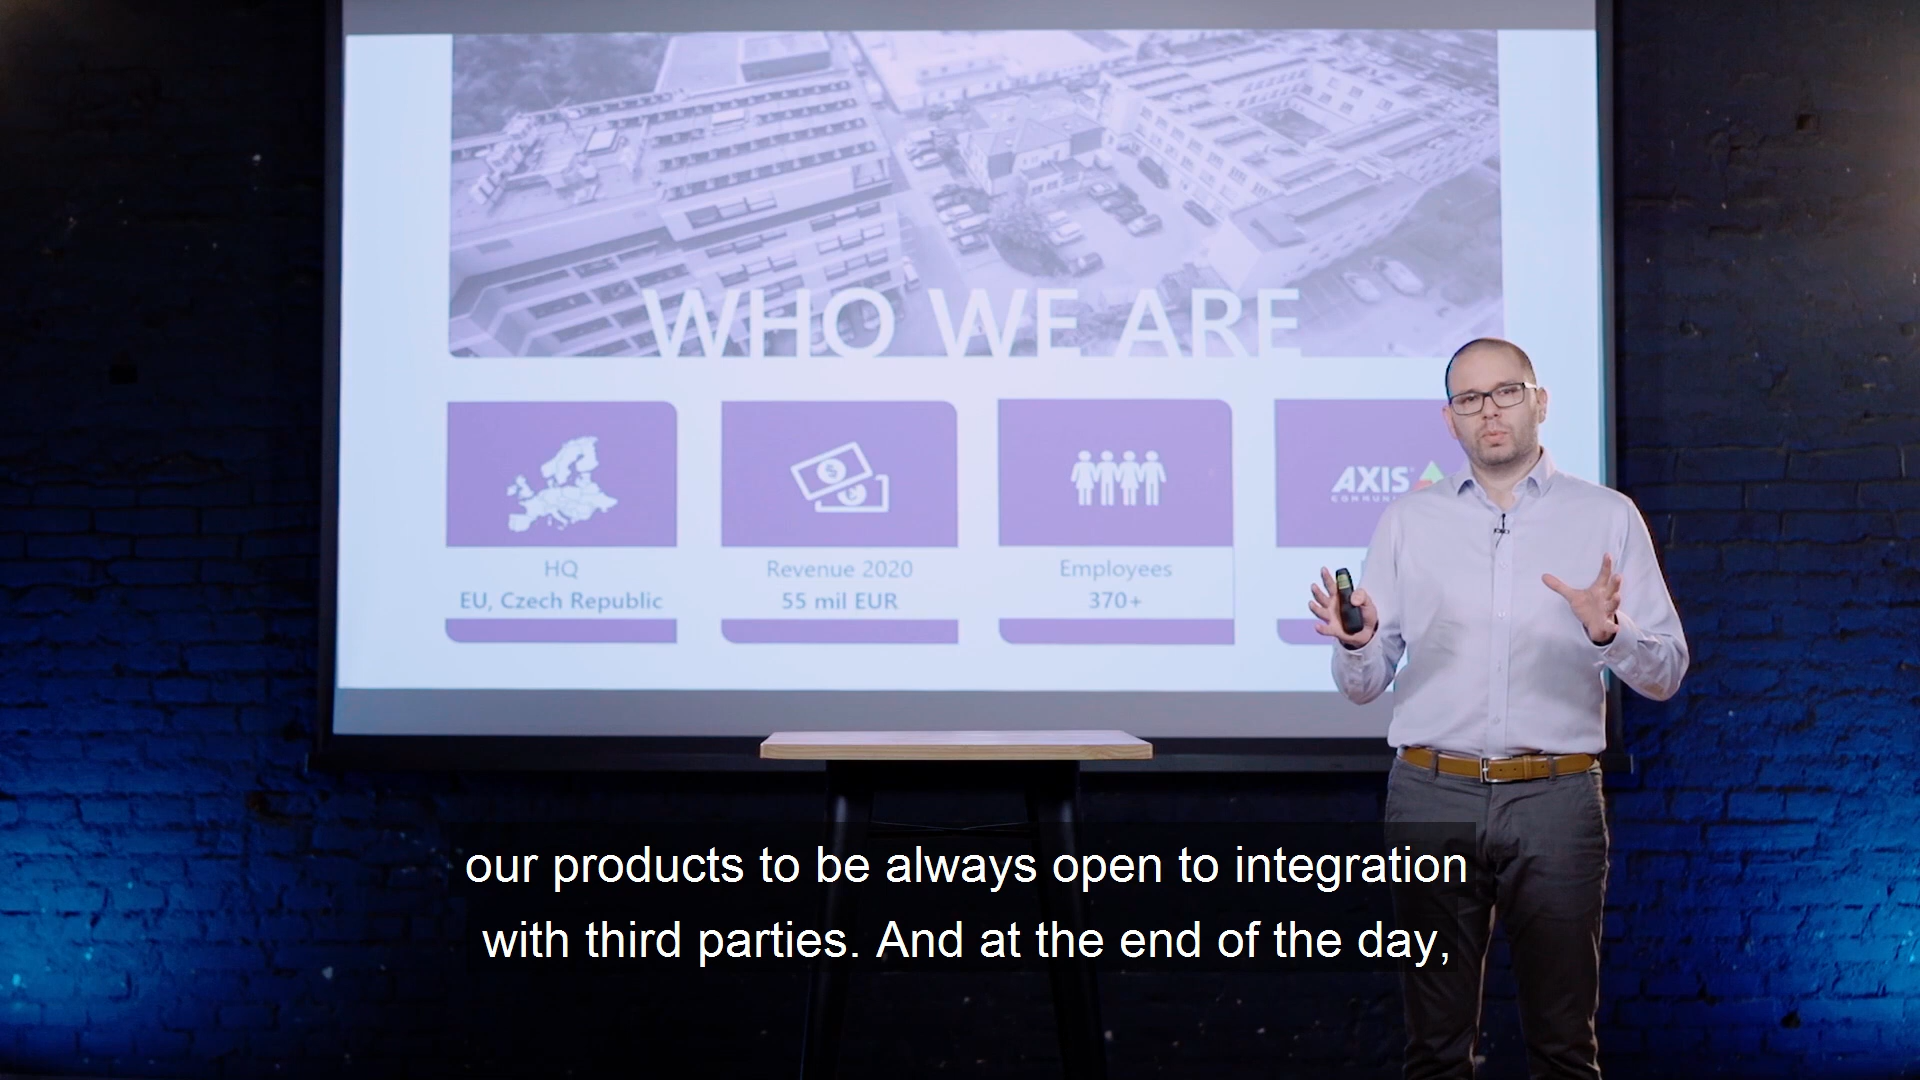 WHO WE ARE
AXIS
HQ
EU, Czech Republic
Revenue 2020
55 mil EUR
Employees
370+
our products to be always open to integration
with third parties. And at the end of the day,